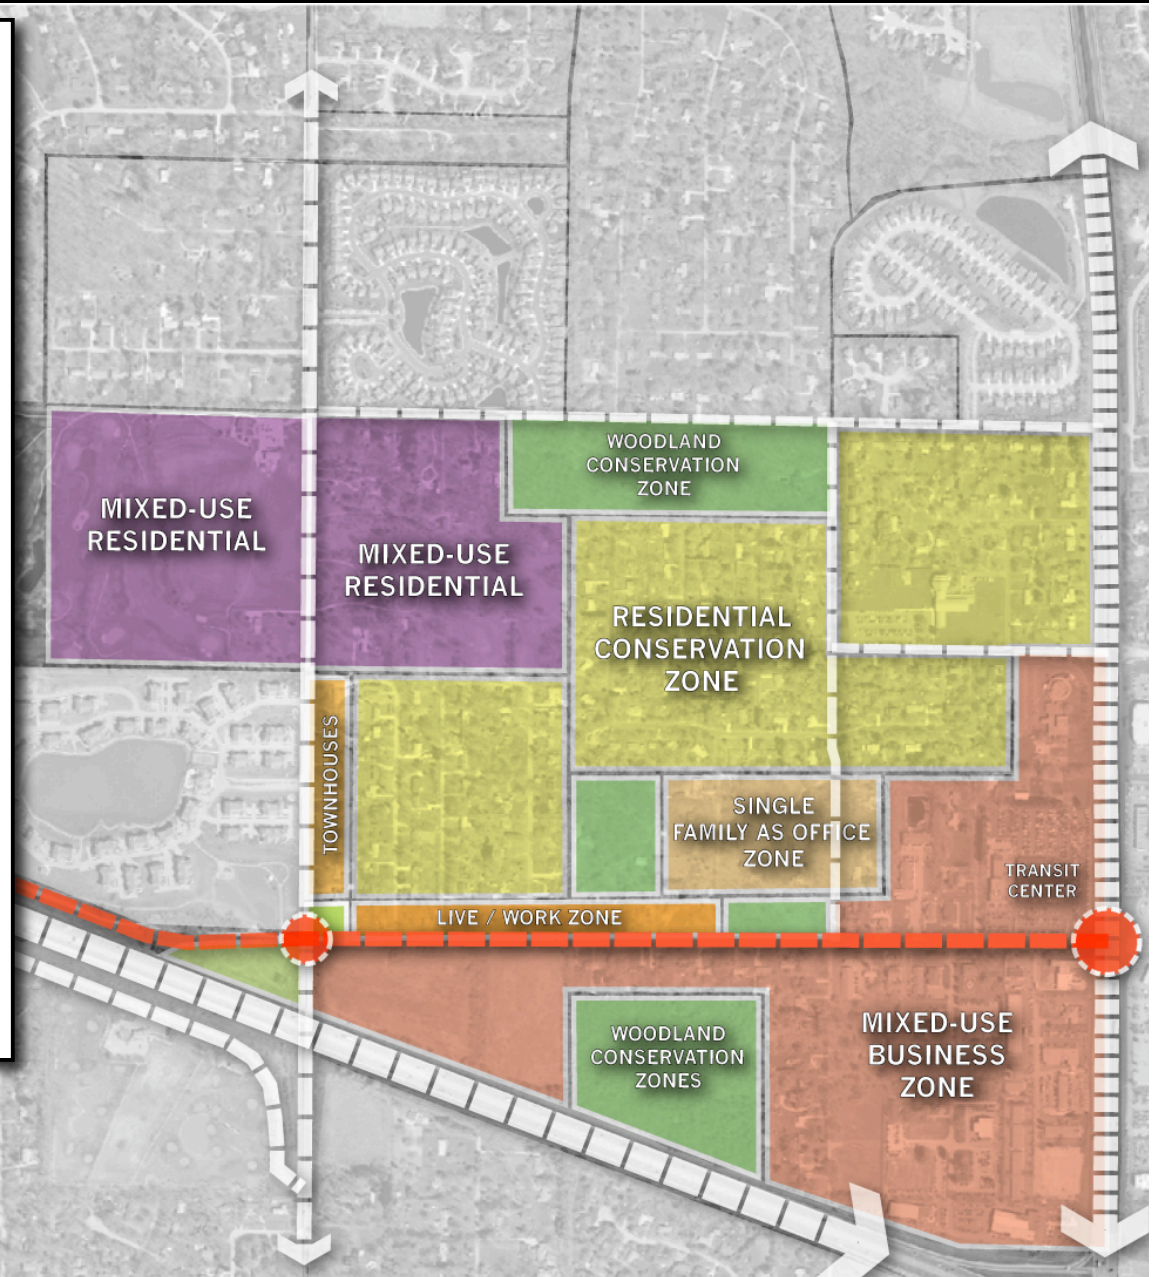 WOODLAND
CONSERVATION
ZONE
MIXED-USE
RESIDENTIAL
MIXED-USE
RESIDENTIAL
RESIDENTIAL
CONSERVATION
ZONE
TOWNHOUSES
SINGLE
FAMILY AS OFFICE
ZONE
TRANSIT
CENTER
LIVE / WORK ZONE
WOODLAND
CONSERVATION
ZONES
MIXED-USE
BUSINESS
ZONE